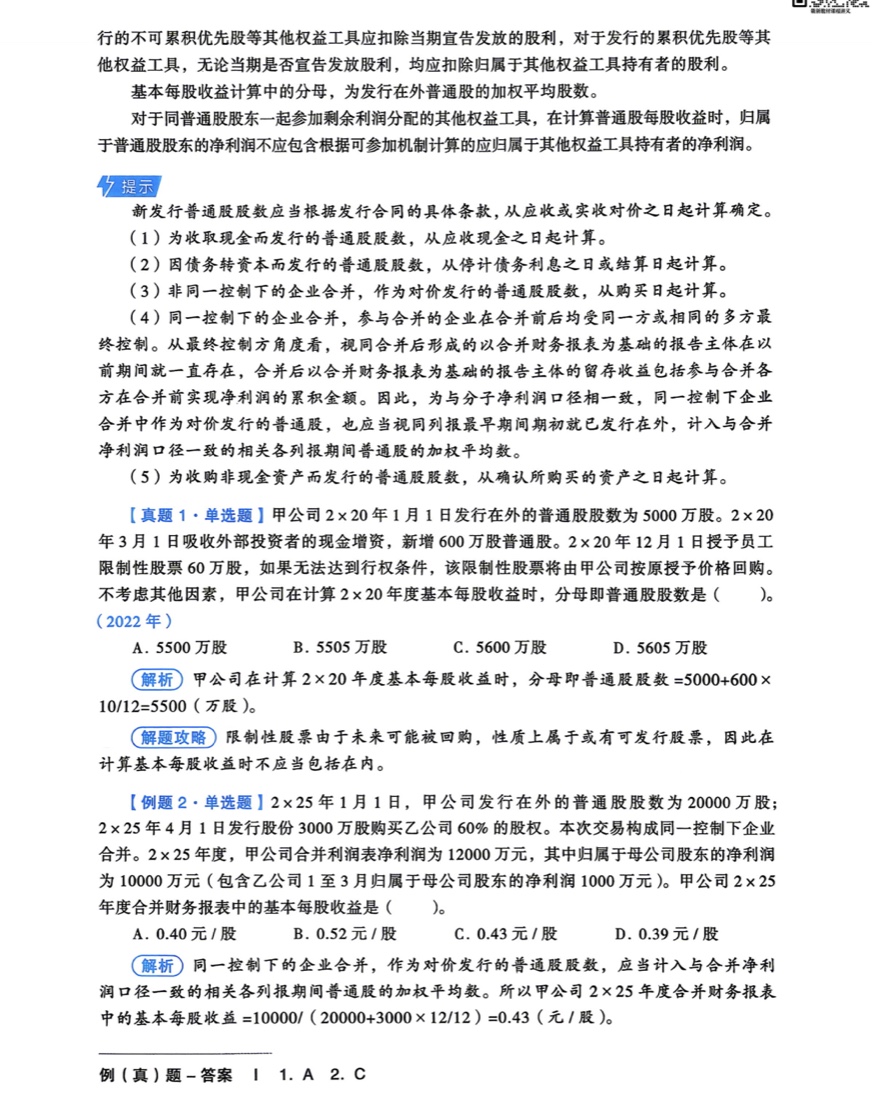 行的不可累积优先股等其他权益工具应扣除当期宣告发放的股利，对于发行的累积优先股等其
他权益工具，无论当期是否宣告发放股利，均应扣除归属于其他权益工具持有者的股利。
基本每股收益计算中的分母，为发行在外普通股的加权平均股数。
对于同普通股股东一起参加剩余利润分配的其他权益工具，在计算普通股每股收益时，归属
于普通股股东的净利润不应包含根据可参加机制计算的应归属于其他权益工具持有者的净利润。
提示
新发行普通股股数应当根据发行合同的具体条款，从应收或实收对价之日起计算确定。
（1）为收取现金而发行的普通股股数，从应收现金之日起计算。
（2）因债务转资本而发行的普通股股数，从停计债务利息之日或结算日起计算。
（3）非同一控制下的企业合并，作为对价发行的普通股股数，从购买日起计算。
（4）同一控制下的企业合并，参与合并的企业在合并前后均受同一方或相同的多方最
终控制。从最终控制方角度看，视同合并后形成的以合并财务报表为基础的报告主体在以
前期间就一直存在，合并后以合并财务报表为基础的报告主体的留存收益包括参与合并各
方在合并前实现净利润的累积金额。因此，为与分子净利润口径相一致，同一控制下企业
合并中作为对价发行的普通股，也应当视同列报最早期间期初就已发行在外，计入与合并
净利润口径一致的相关各列报期间普通股的加权平均数。
（5）为收购非现金资产而发行的普通股股数，从确认所购买的资产之日起计算。
【真题 1·单选题】甲公司 2×20 年 1 月 1 日发行在外的普通股股数为 5000 万股。2×20
年 3 月 1 日吸收外部投资者的现金增资，新增 600 万股普通股。2×20 年 12 月 1 日授予员工
限制性股票 60 万股，如果无法达到行权条件，该限制性股票将由甲公司按原授予价格回购。
不考虑其他因素，甲公司在计算 2×20 年度基本每股收益时，分母即普通股股数是（　　）。
（2022 年）
A. 5500 万股　B. 5505 万股　C. 5600 万股　D. 5605 万股
解析 甲公司在计算 2×20 年度基本每股收益时，分母即普通股股数 =5000+600×
10/12=5500（万股）。
解题攻略 限制性股票由于未来可能被回购，性质上属于或有可发行股票，因此在
计算基本每股收益时不应当包括在内。
【例题 2·单选题】2×25 年 1 月 1 日，甲公司发行在外的普通股股数为 20000 万股；
2×25 年 4 月 1 日发行股份 3000 万股购买乙公司 60% 的股权。本次交易构成同一控制下企业
合并。2×25 年度，甲公司合并利润表净利润为 12000 万元，其中归属于母公司股东的净利润
为 10000 万元（包含乙公司 1 至 3 月归属于母公司股东的净利润 1000 万元）。甲公司 2×25
年度合并财务报表中的基本每股收益是（　　）。
A. 0.40 元 / 股　B. 0.52 元 / 股　C. 0.43 元 / 股　D. 0.39 元 / 股
解析 同一控制下的企业合并，作为对价发行的普通股股数，应当计入与合并净利
润口径一致的相关各列报期间普通股的加权平均数。所以甲公司 2×25 年度合并财务报表
中的基本每股收益 =10000/（20000+3000×12/12）=0.43（元 / 股）。
例（真）题－答案 | 1. A 2. C